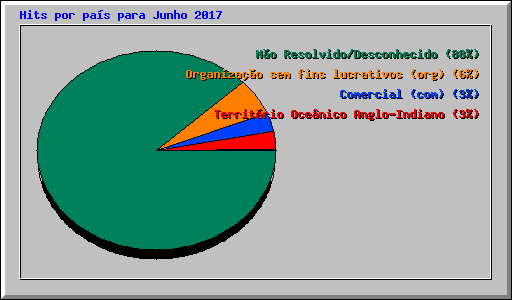 Hits por país para Junho 2017
Não Resolvido/Desconhecido (88%)
Organização sem fins lucrativos (org) (6%)
Comercial (com) (3%)
Território Oceânico Anglo-Indiano (3%)